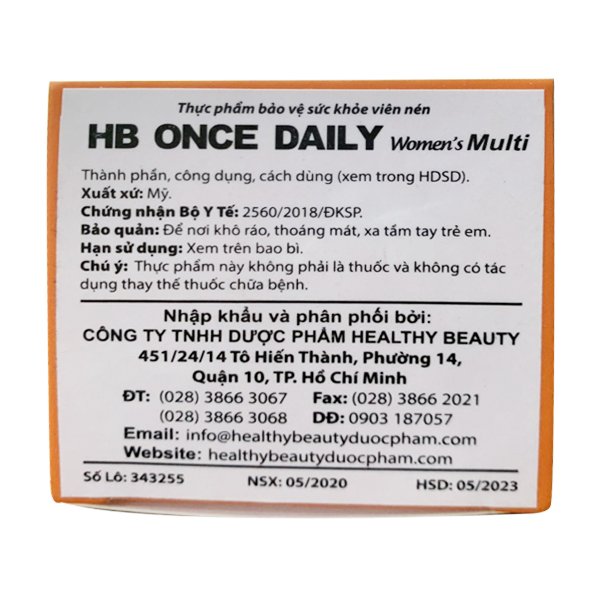 Thực phẩm bảo vệ sức khỏe viên nén
HB ONCE DAILY Women's Multi
Thành phần, công dụng, cách dùng (xem trong HDSD).
Xuất xứ: Mỹ.
Chứng nhận Bộ Y Tế: 2560/2018/ĐKSP.
Bảo quản: Để nơi khô ráo, thoáng mát, xa tầm tay trẻ em.
Hạn sử dụng: Xem trên bao bì.
Chú ý: Thực phẩm này không phải là thuốc và không có tác
dụng thay thế thuốc chữa bệnh.
Nhập khẩu và phân phối bởi:
CÔNG TY TNHH DƯỢC PHẨM HEALTHY BEAUTY
451/24/14 Tô Hiến Thành, Phường 14,
Quận 10, TP. Hồ Chí Minh
ĐT: (028) 3866 3067 Fax: (028) 3866 2021
(028) 3866 3068 DĐ: 0903 187057
Email: info@healthybeautyduocpham.com
Website: healthybeautyduocpham.com
Số Lô: 343255 NSX: 05/2020 HSD: 05/2023